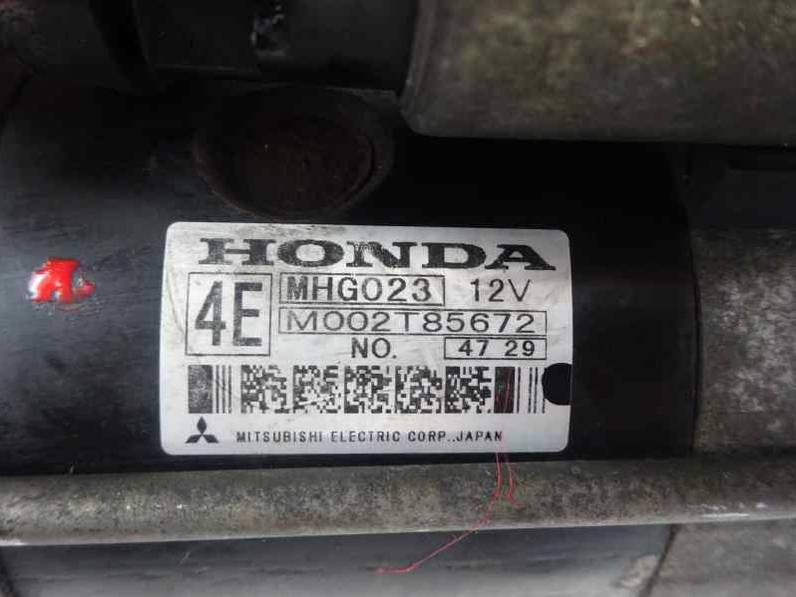 HONDA
4E MHG023 12V
M002T85672
NO. 47 29
MITSUBISHI ELECTRIC CORP., JAPAN